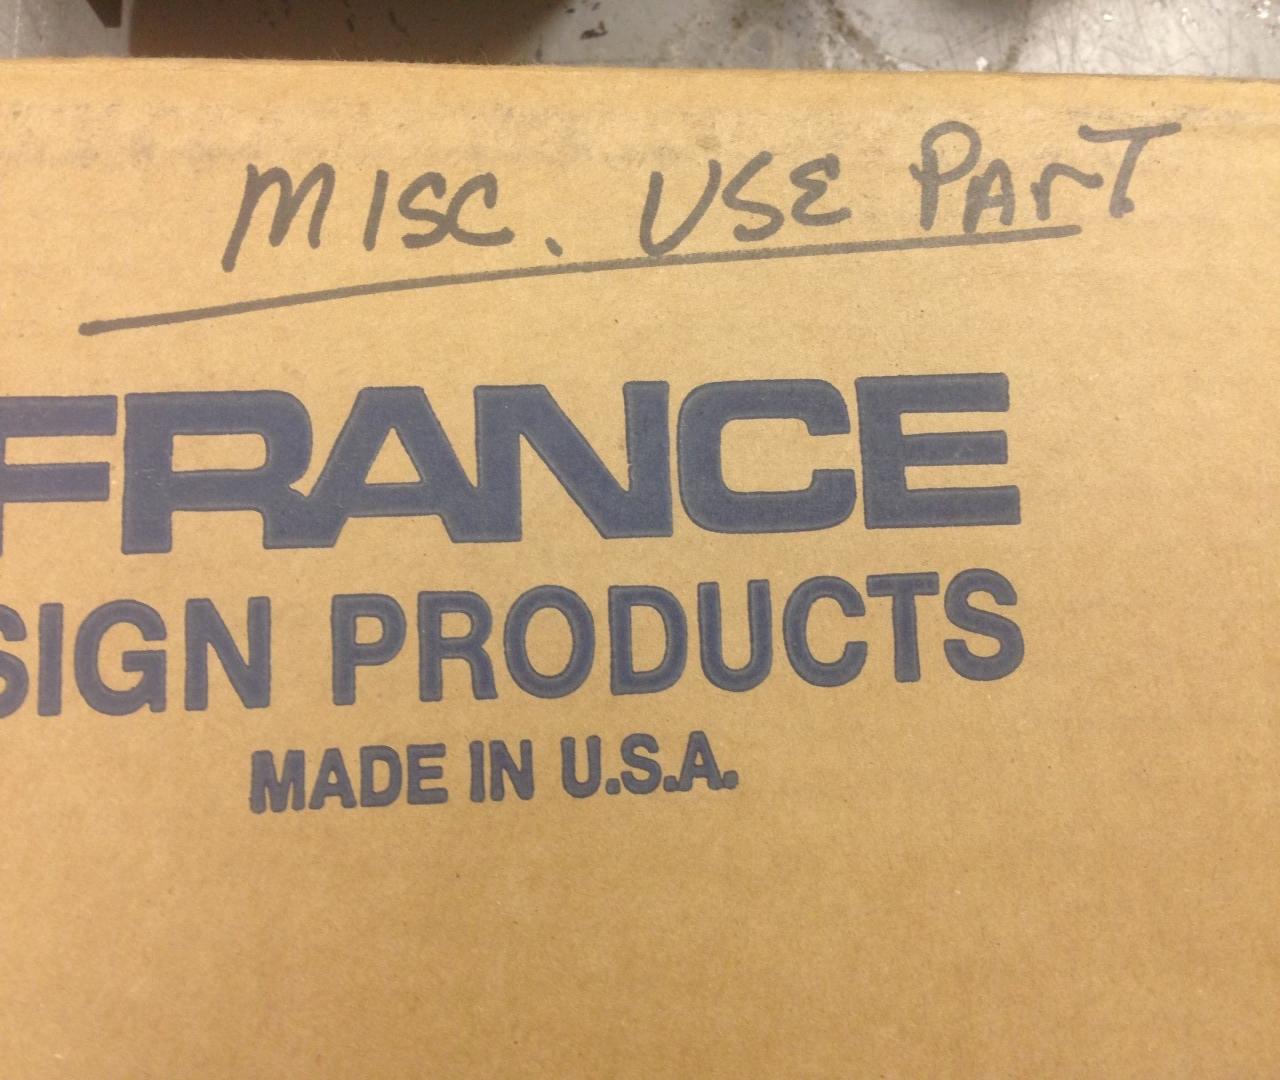 MISC. USE PART
FRANCE
SIGN PRODUCTS
MADE IN U.S.A.